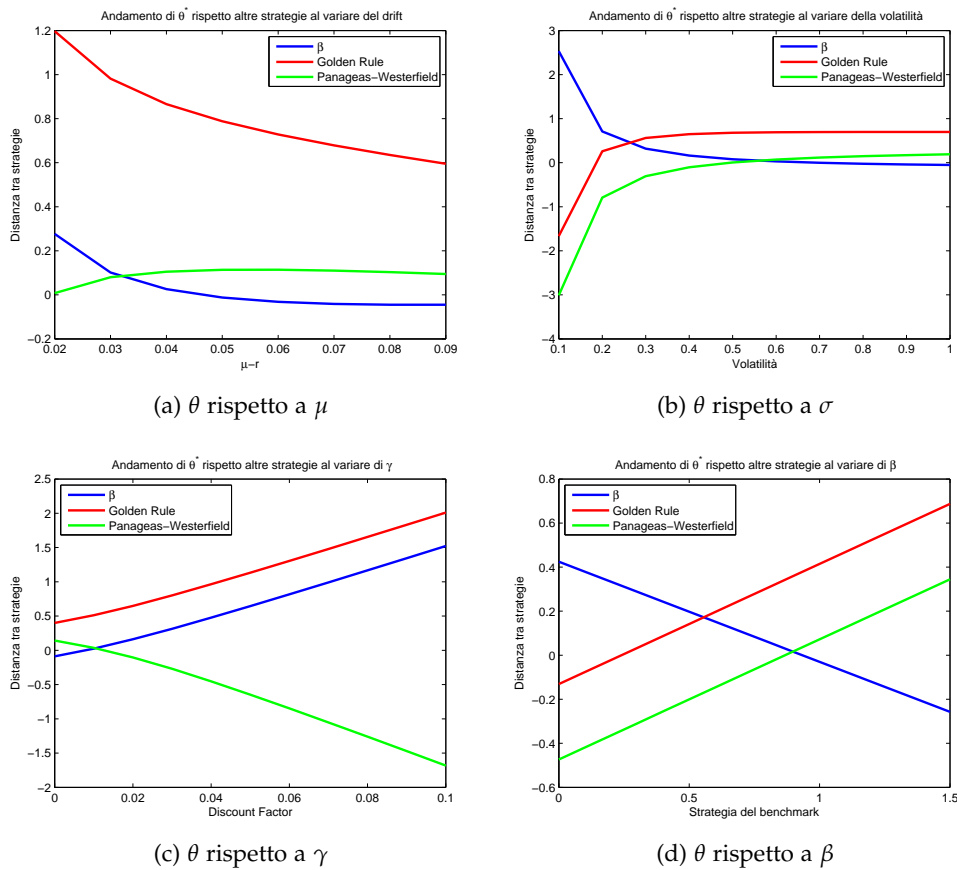 Andamento di θ* rispetto altre strategie al variare del drift
1.2
1
0.8
0.6
0.4
0.2
0
−0.2
0.02 0.03 0.04 0.05 0.06 0.07 0.08 0.09
Distanza tra strategie
μ−r
β
Golden Rule
Panageas−Westerfield
(a) θ rispetto a μ
Andamento di θ* rispetto altre strategie al variare della volatilità
3
2
1
0
−1
−2
−3
−4
0.1 0.2 0.3 0.4 0.5 0.6 0.7 0.8 0.9 1
Distanza tra strategie
Volatilità
β
Golden Rule
Panageas−Westerfield
(b) θ rispetto a σ
Andamento di θ* rispetto altre strategie al variare di γ
2.5
2
1.5
1
0.5
0
−0.5
−1
−1.5
−2
0 0.02 0.04 0.06 0.08 0.1
Distanza tra strategie
Discount Factor
β
Golden Rule
Panageas−Westerfield
(c) θ rispetto a γ
Andamento di θ* rispetto altre strategie al variare di β
0.8
0.6
0.4
0.2
0
−0.2
−0.4
−0.6
0 0.5 1 1.5
Distanza tra strategie
Strategia del benchmark
β
Golden Rule
Panageas−Westerfield
(d) θ rispetto a β